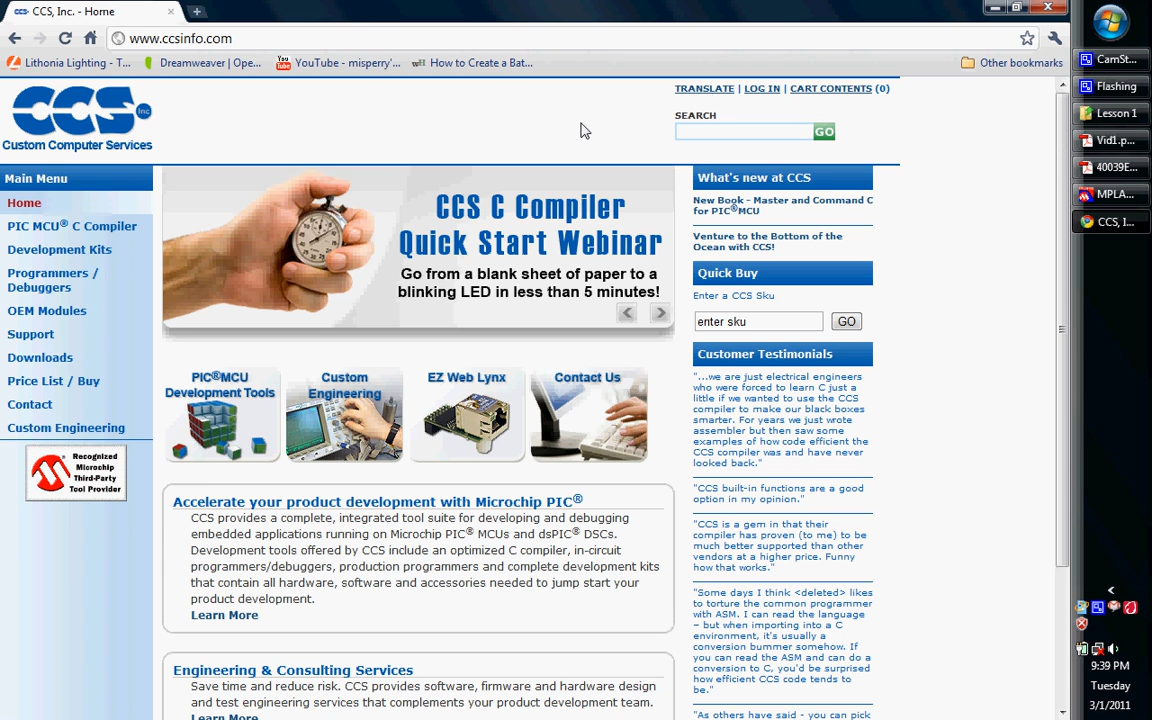 CCS, Inc. - Home
www.ccsinfo.com
Lithonia Lighting - T...
Dreamweaver | Ope...
YouTube - misperry'...
How to Create a Bat...
Other bookmarks
CCS Inc
Custom Computer Services
TRANSLATE | LOG IN | CART CONTENTS (0)
SEARCH
GO
Main Menu
Home
PIC MCU® C Compiler
Development Kits
Programmers /
Debuggers
OEM Modules
Support
Downloads
Price List / Buy
Contact
Custom Engineering
Recognized
Microchip
Third-Party
Tool Provider
CCS C Compiler
Quick Start Webinar
Go from a blank sheet of paper to a
blinking LED in less than 5 minutes!
PIC®MCU
Development Tools
Custom
Engineering
EZ Web Lynx
Contact Us
Accelerate your product development with Microchip PIC®
CCS provides a complete, integrated tool suite for developing and debugging
embedded applications running on Microchip PIC® MCUs and dsPIC® DSCs.
Development tools offered by CCS include an optimized C compiler, in-circuit
programmers/debuggers, production programmers and complete development kits
that contain all hardware, software and accessories needed to jump start your
product development.
Learn More
Engineering & Consulting Services
Save time and reduce risk. CCS provides software, firmware and hardware design
and test engineering services that complements your product development team.
Learn More
What's new at CCS
New Book - Master and Command C
for PIC®MCU
Venture to the Bottom of the
Ocean with CCS!
Quick Buy
Enter a CCS Sku
enter sku
GO
Customer Testimonials
"...we are just electrical engineers
who were forced to learn C just a
little if we wanted to use the CCS
compiler to make our black boxes
smarter. For years we just wrote
assembler but then saw some
examples of how code efficient the
CCS compiler was and have never
looked back."
"CCS built-in functions are a good
option in my opinion."
"CCS is a gem in that their
compiler has proven (to me) to be
much better supported than other
vendors at a higher price. Funny
how that works."
"Some days I think <deleted> likes
to torture the common programmer
with ASM. I can read the language
– but when importing into a C
environment, it's usually a
conversion bummer somehow. If
you can read the ASM and can do a
conversion to C, you'd be surprised
how efficient CCS code tends to
be."
"As others have said - you can pick
CamSt...
Flashing
Lesson 1
Vid1.p...
40039E...
MPLA...
CCS, I...
9:39 PM
Tuesday
3/1/2011